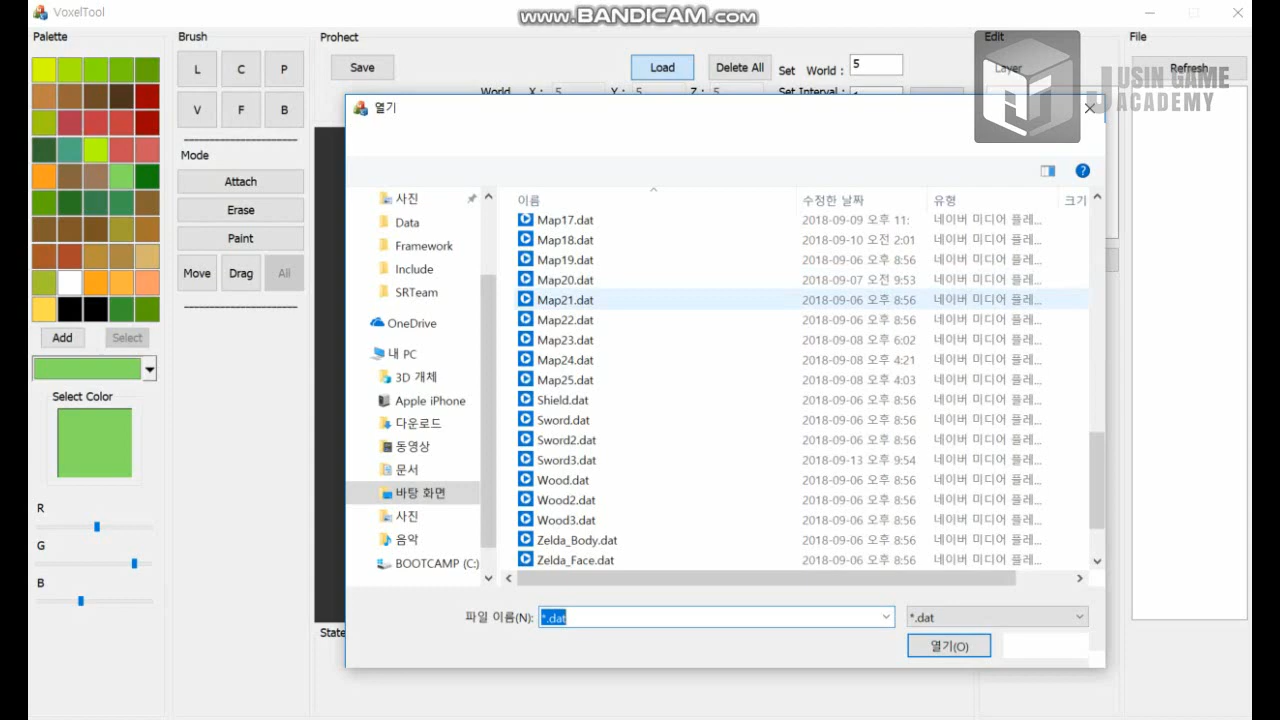 VoxelTool
www.BANDICAM.com
Palette
Brush
Prohect
Edit
File
L C P
V F B
Save
Load
Delete All
Set World : 5
World X : 5 Y : 5 Z : 5
Set Interval :
Layer
Refresh
USIN GAME
ACADEMY
Mode
Attach
Erase
Paint
Move Drag All
Add
Select
Select Color
R
G
B
State
열기
사진
Data
Framework
Include
SRTeam
OneDrive
내 PC
3D 개체
Apple iPhone
다운로드
동영상
문서
바탕 화면
사진
음악
BOOTCAMP (C:)
이름 수정한 날짜 유형 크기
Map17.dat 2018-09-09 오후 11: 네이버 미디어 플레...
Map18.dat 2018-09-10 오전 2:01 네이버 미디어 플레...
Map19.dat 2018-09-06 오후 8:56 네이버 미디어 플레...
Map20.dat 2018-09-07 오전 9:53 네이버 미디어 플레...
Map21.dat 2018-09-06 오후 8:56 네이버 미디어 플레...
Map22.dat 2018-09-06 오후 8:56 네이버 미디어 플레...
Map23.dat 2018-09-08 오후 6:02 네이버 미디어 플레...
Map24.dat 2018-09-08 오후 4:21 네이버 미디어 플레...
Map25.dat 2018-09-08 오후 4:03 네이버 미디어 플레...
Shield.dat 2018-09-06 오후 8:56 네이버 미디어 플레...
Sword.dat 2018-09-06 오후 8:56 네이버 미디어 플레...
Sword2.dat 2018-09-06 오후 8:56 네이버 미디어 플레...
Sword3.dat 2018-09-13 오후 9:54 네이버 미디어 플레...
Wood.dat 2018-09-06 오후 8:56 네이버 미디어 플레...
Wood2.dat 2018-09-06 오후 8:56 네이버 미디어 플레...
Wood3.dat 2018-09-06 오후 8:56 네이버 미디어 플레...
Zelda_Body.dat 2018-09-06 오후 8:56 네이버 미디어 플레...
Zelda_Face.dat 2018-09-06 오후 8:56 네이버 미디어 플레...
파일 이름(N): *.dat *.dat
열기(O)